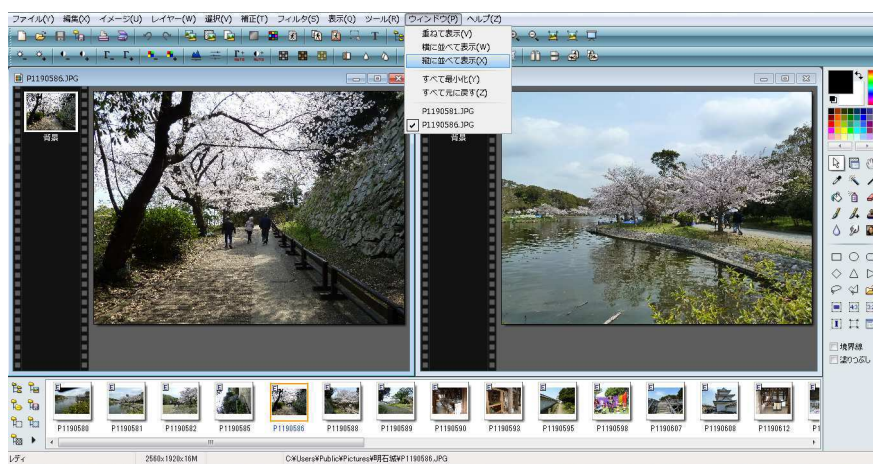 ファイル(Y) 編集(X) イメージ(U) レイヤー(W) 選択(V) 補正(T) フィルタ(S) 表示(Q) ツール(R) ウィンドウ(P) ヘルプ(Z)
重ねて表示(V)
横に並べて表示(W)
縦に並べて表示(X)
すべて最小化(Y)
すべて元に戻す(Z)
P1190581.JPG
P1190586.JPG
P1190586.JPG
背景
背景
境界線
塗りつぶし
P1190580 P1190581 P1190582 P1190585 P1190586 P1190588 P1190589 P1190590 P1190593 P1190595 P1190598 P1190607 P1190608 P1190612
レディ 2560x1920x16M C:¥Users¥Public¥Pictures¥明石城¥P1190586.JPG